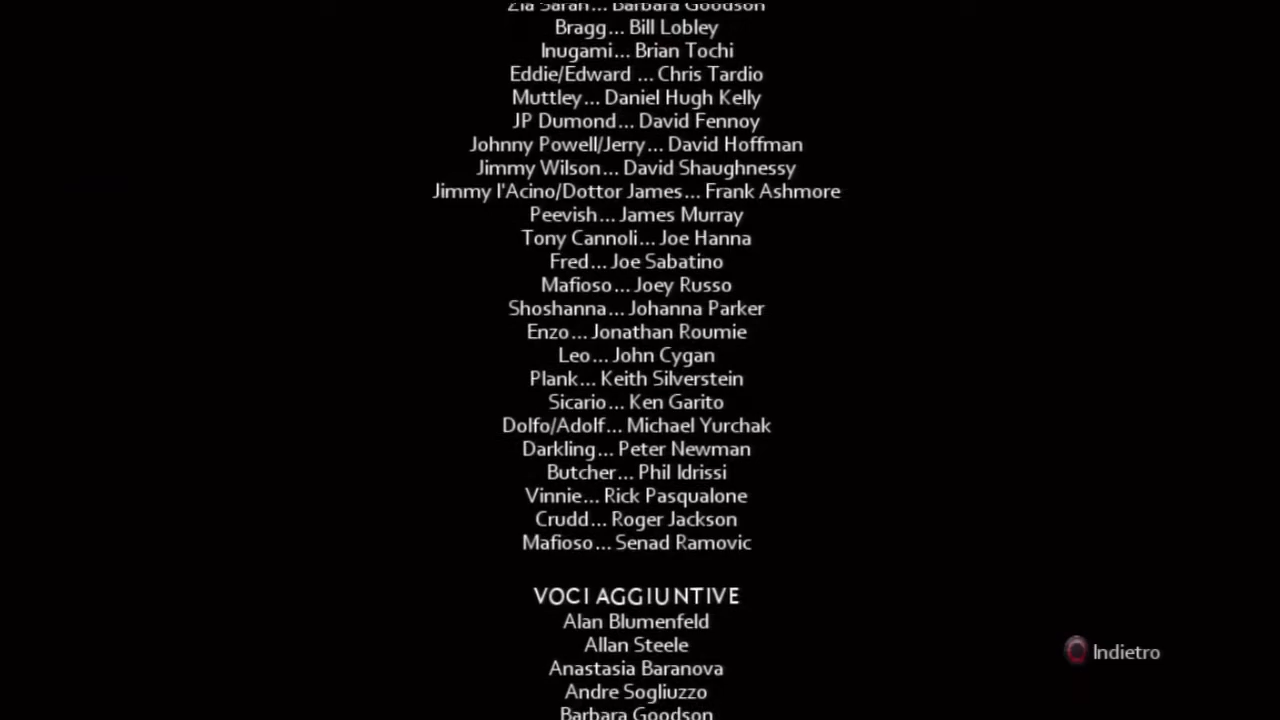 Zia Sarah... Barbara Goodson
Bragg... Bill Lobley
Inugami... Brian Tochi
Eddie/Edward ... Chris Tardio
Muttley... Daniel Hugh Kelly
JP Dumond... David Fennoy
Johnny Powell/Jerry... David Hoffman
Jimmy Wilson... David Shaughnessy
Jimmy l'Acino/Dottor James... Frank Ashmore
Peevish... James Murray
Tony Cannoli... Joe Hanna
Fred... Joe Sabatino
Mafioso... Joey Russo
Shoshanna... Johanna Parker
Enzo... Jonathan Roumie
Leo... John Cygan
Plank... Keith Silverstein
Sicario... Ken Garito
Dolfo/Adolf... Michael Yurchak
Darkling... Peter Newman
Butcher... Phil Idrissi
Vinnie... Rick Pasqualone
Crudd... Roger Jackson
Mafioso... Senad Ramovic
VOCI AGGIUNTIVE
Alan Blumenfeld
Allan Steele
Anastasia Baranova
Andre Sogliuzzo
Barbara Goodson
Indietro